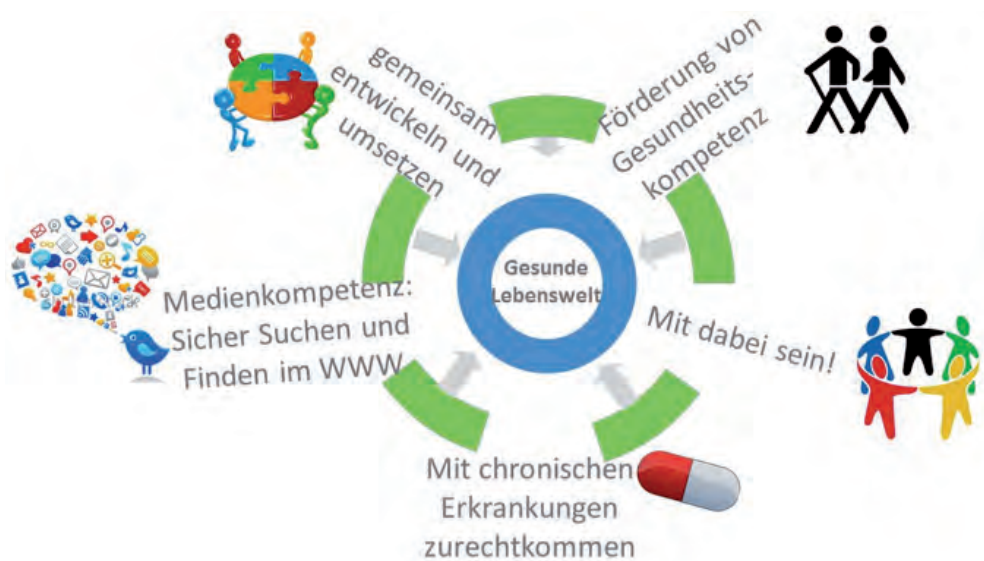 gemeinsam
entwickeln und
umsetzen
Förderung von
Gesundheits-
kompetenz
Gesunde
Lebenswelt
Medienkompetenz:
Sicher Suchen und
Finden im WWW
Mit dabei sein!
Mit chronischen
Erkrankungen
zurechtkommen